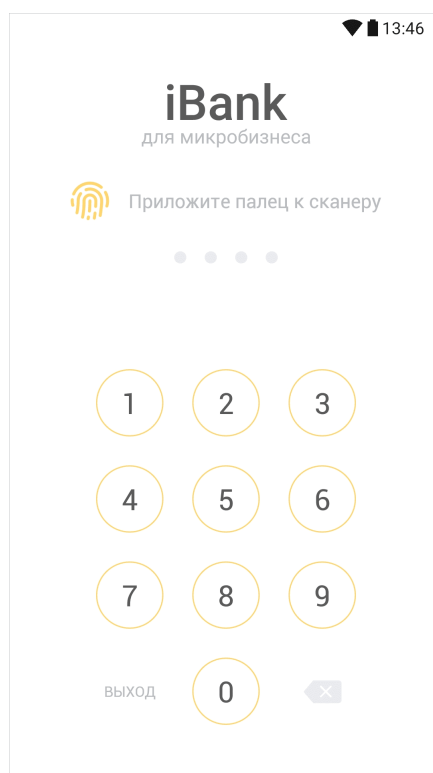 13:46
iBank
для микробизнеса
Приложите палец к сканеру
1 2 3
4 5 6
7 8 9
выход 0